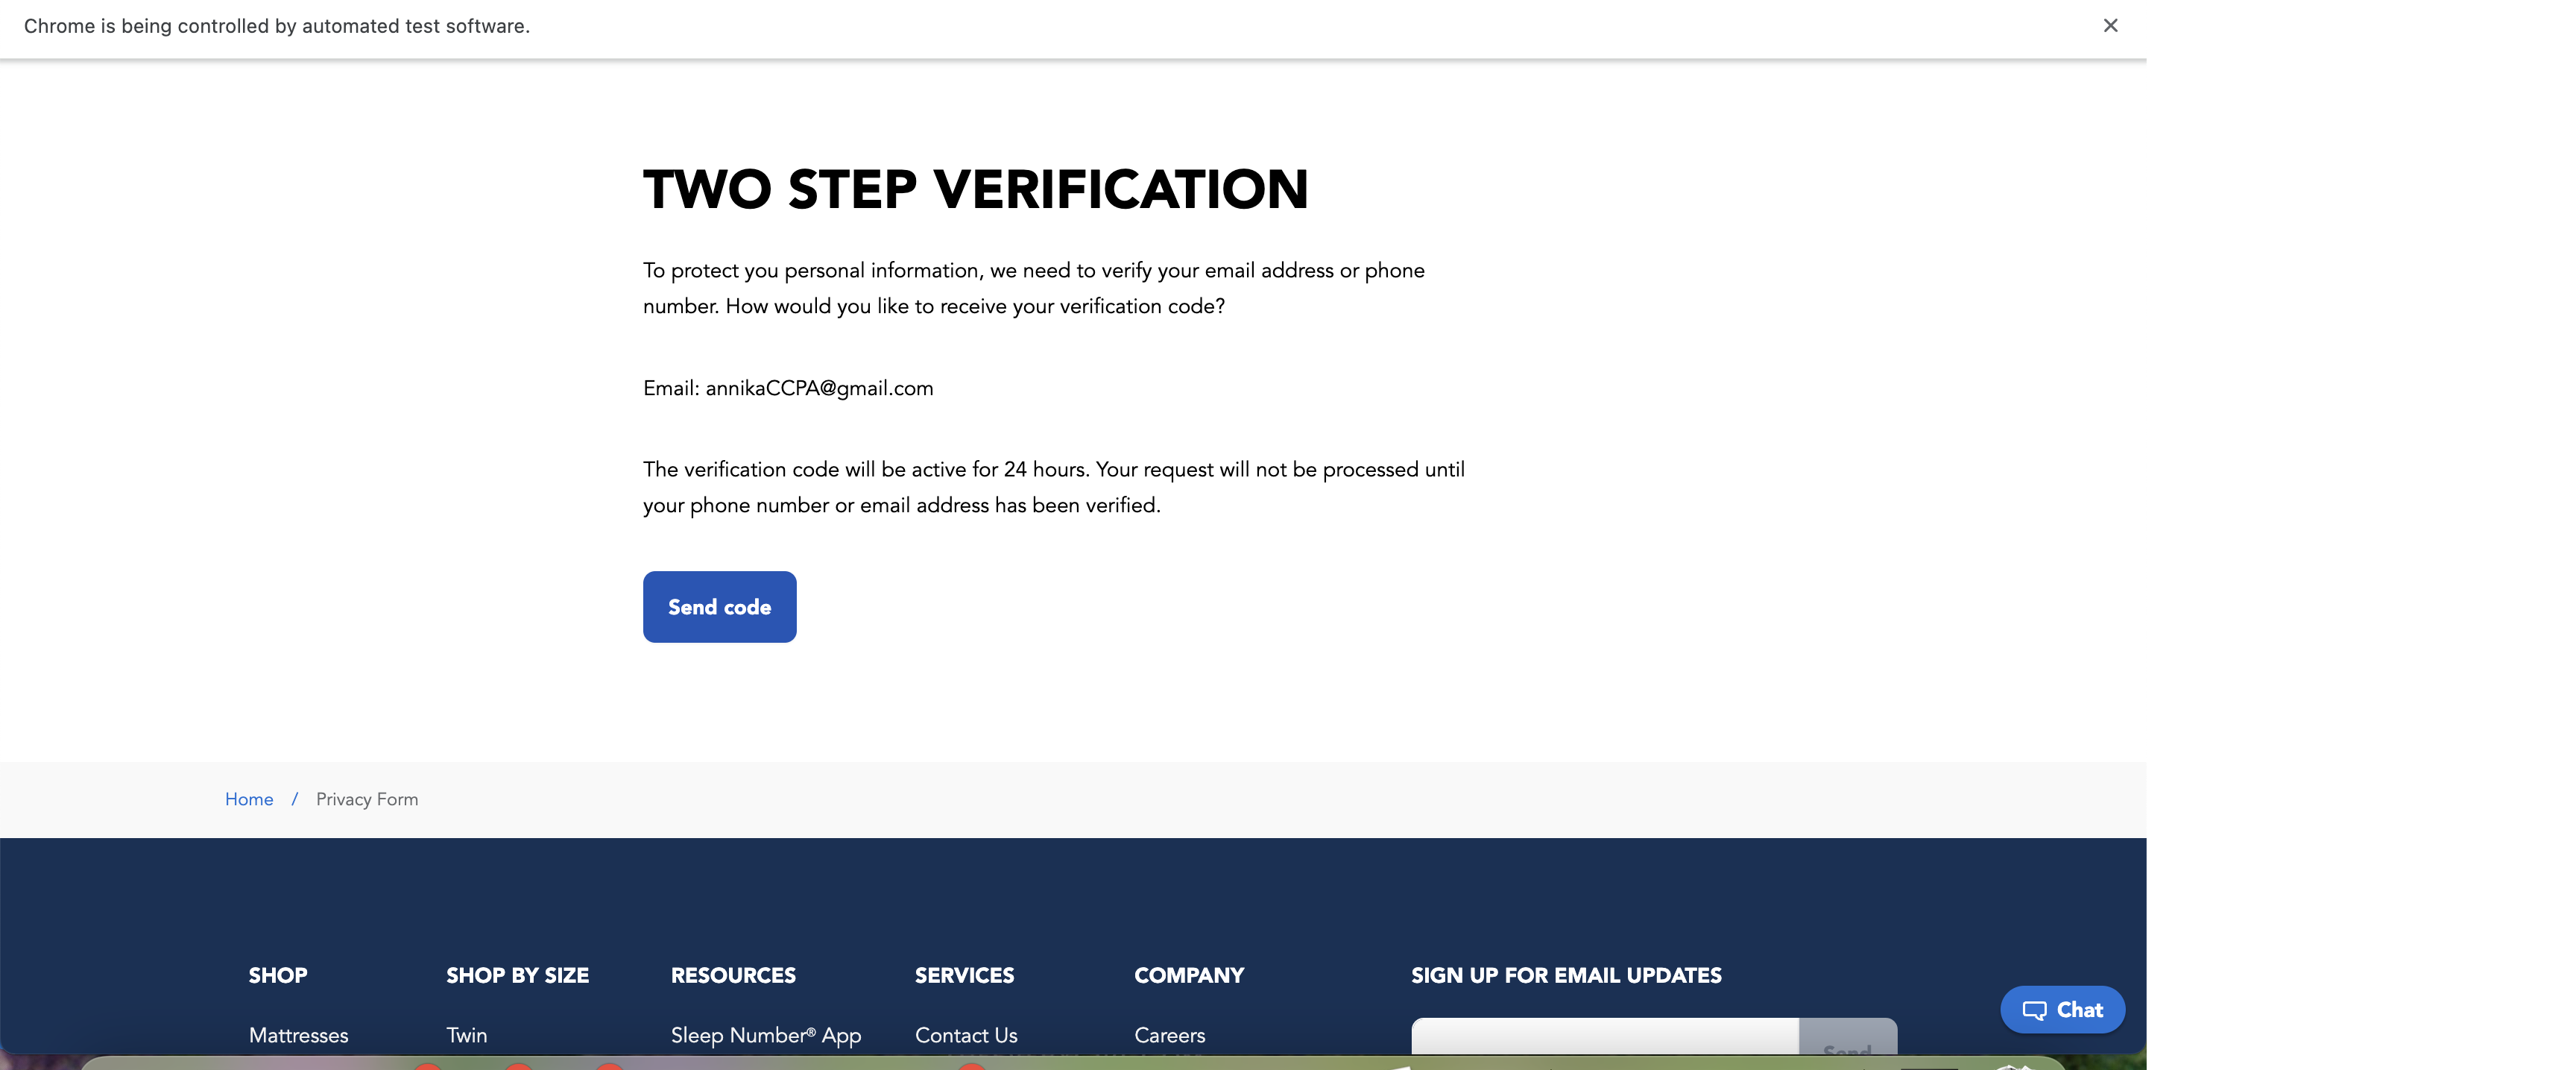 Chrome is being controlled by automated test software.
TWO STEP VERIFICATION
To protect you personal information, we need to verify your email address or phone
number. How would you like to receive your verification code?
Email: annikaCCPA@gmail.com
The verification code will be active for 24 hours. Your request will not be processed until
your phone number or email address has been verified.
Send code
Home / Privacy Form
SHOP SHOP BY SIZE RESOURCES SERVICES COMPANY SIGN UP FOR EMAIL UPDATES
Chat
Mattresses Twin Sleep Number® App Contact Us Careers
Send